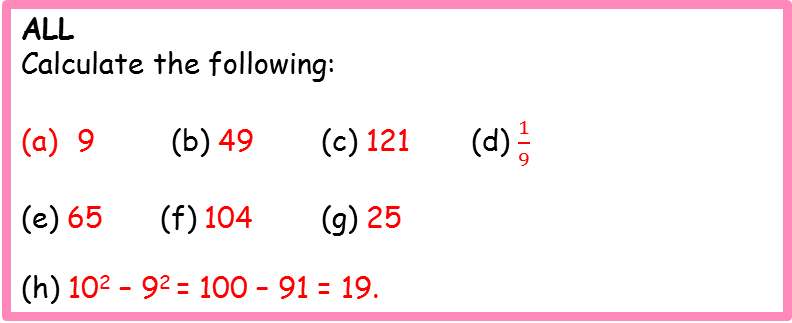 ALL
Calculate the following:
(a) 9 (b) 49 (c) 121 (d) 1/9
(e) 65 (f) 104 (g) 25
(h) 10² – 9² = 100 – 91 = 19.